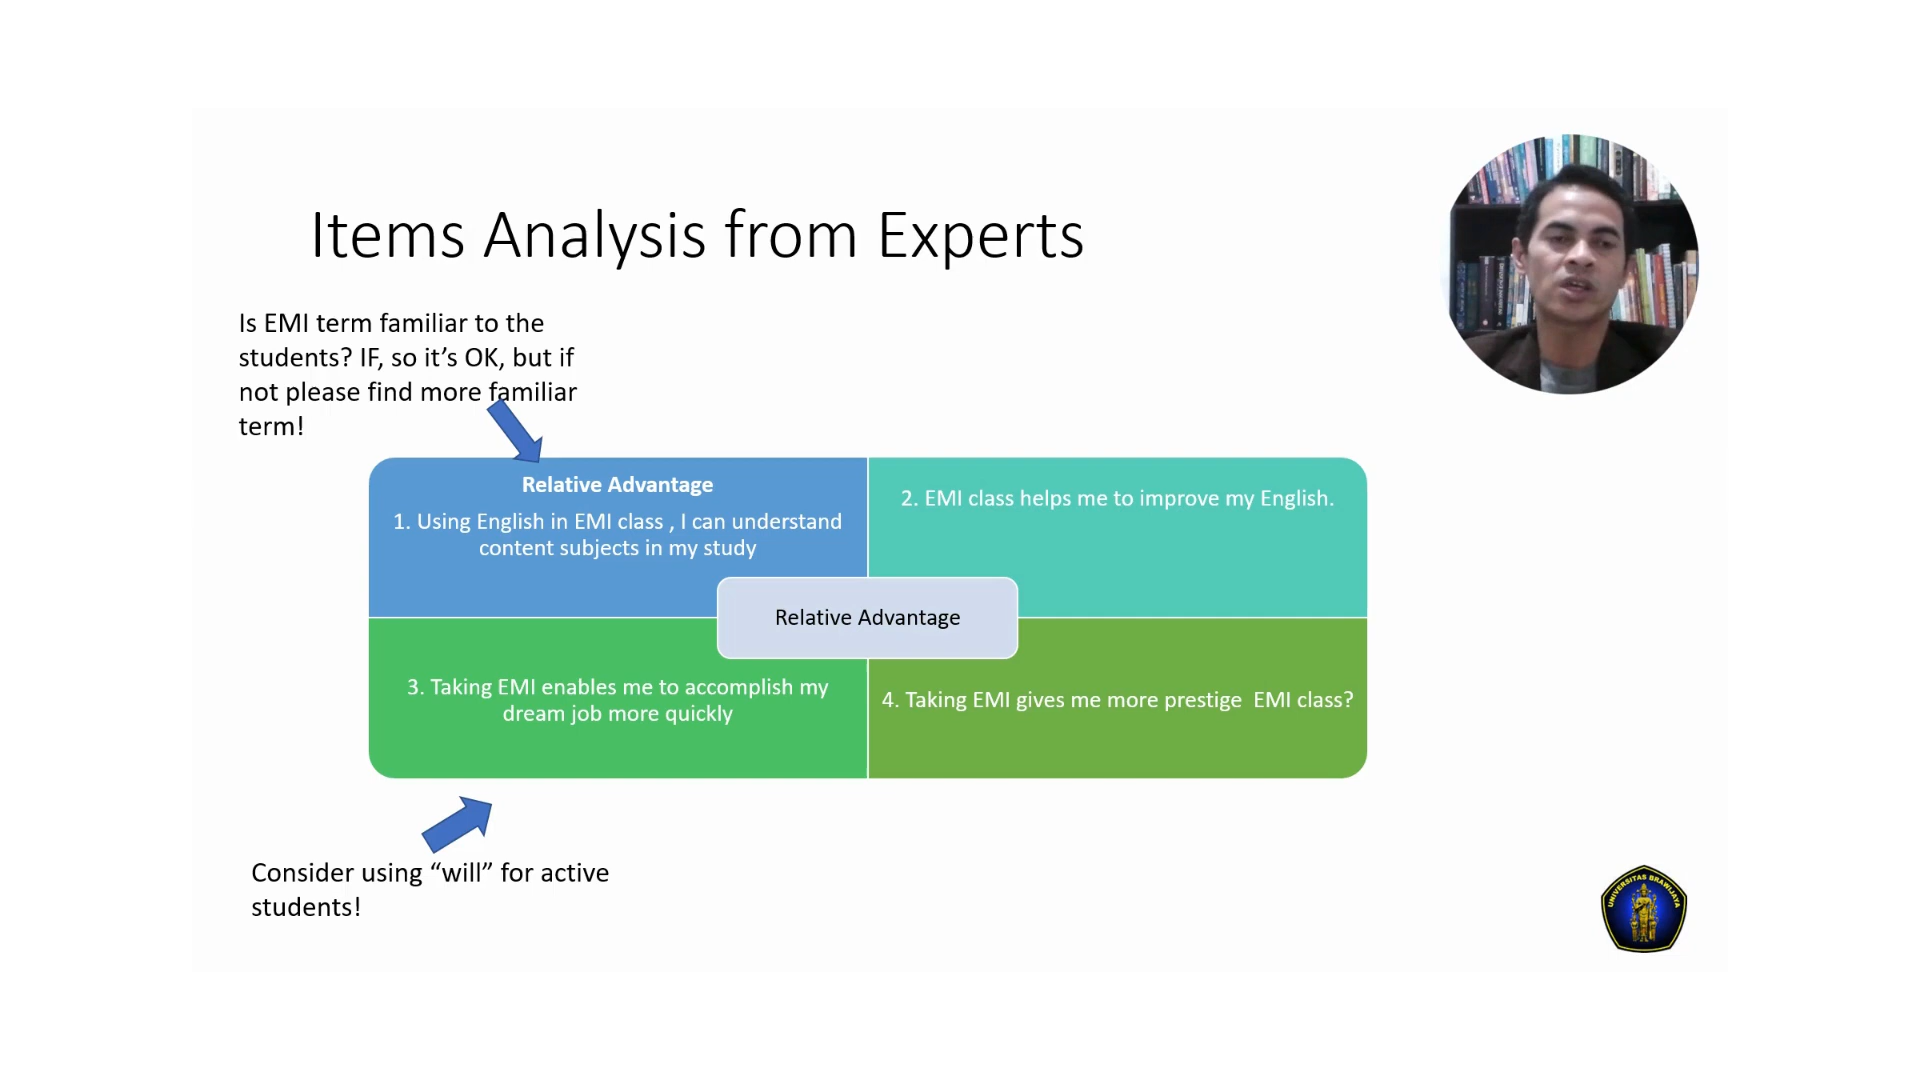 Items Analysis from Experts
Is EMI term familiar to the
students? IF, so it’s OK, but if
not please find more familiar
term!
Relative Advantage
1. Using English in EMI class , I can understand
content subjects in my study
2. EMI class helps me to improve my English.
Relative Advantage
3. Taking EMI enables me to accomplish my
dream job more quickly
4. Taking EMI gives me more prestige  EMI class?
Consider using “will” for active
students!
UNIVERSITAS BRAWIJAYA